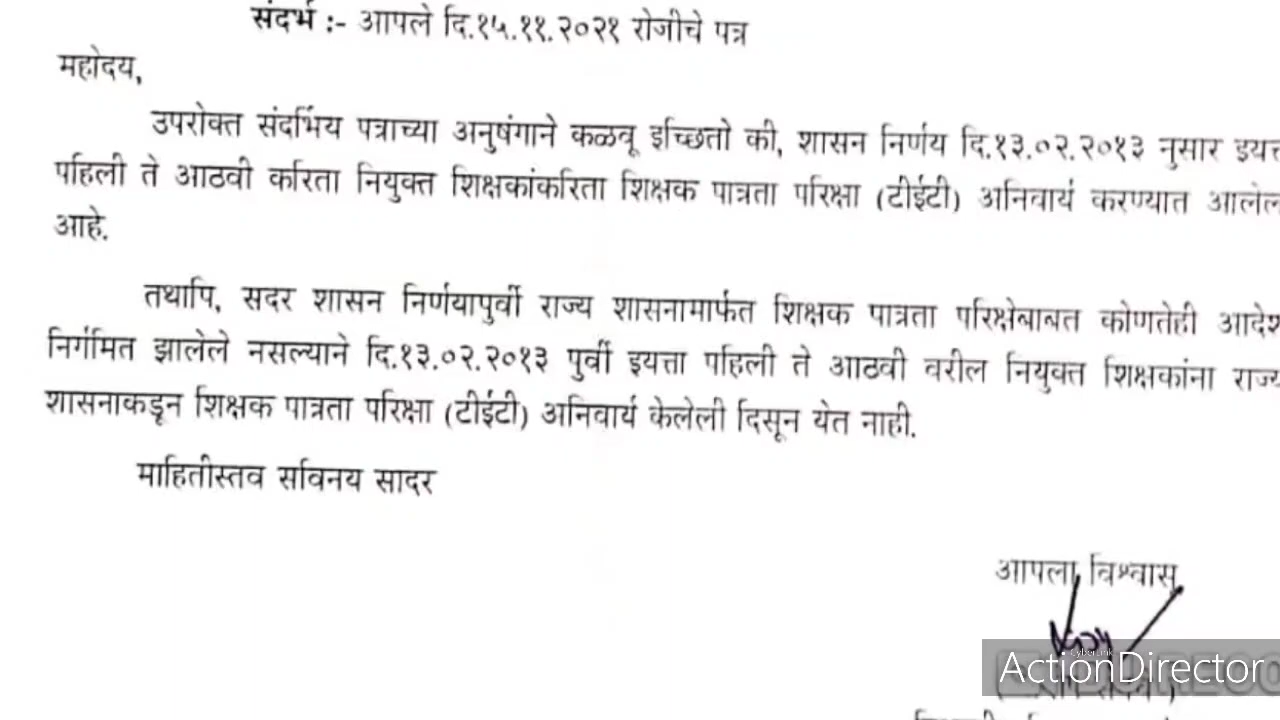 संदर्भ :- आपले दि.१५.११.२०२१ रोजीचे पत्र
महोदय,
उपरोक्त संदर्भिय पत्राच्या अनुषंगाने कळवू इच्छितो की, शासन निर्णय दि.१३.०२.२०१३ नुसार इयत्त
पहिली ते आठवी करिता नियुक्त शिक्षकांकरिता शिक्षक पात्रता परिक्षा (टीईटी) अनिवार्य करण्यात आलेल
आहे.
तथापि, सदर शासन निर्णयापुर्वी राज्य शासनामार्फत शिक्षक पात्रता परिक्षेबाबत कोणतेही आदेश
निर्गमित झालेले नसल्याने दि.१३.०२.२०१३ पुर्वी इयत्ता पहिली ते आठवी वरील नियुक्त शिक्षकांना राज्य
शासनाकडून शिक्षक पात्रता परिक्षा (टीईटी) अनिवार्य केलेली दिसून येत नाही.
माहितीस्तव सविनय सादर
आपला विश्वासू
CyberLink
ActionDirector